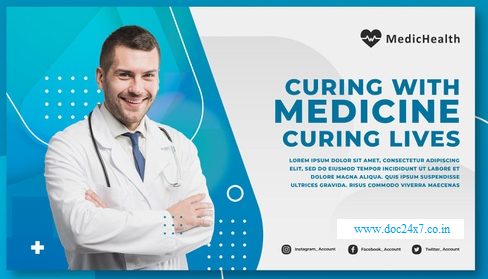 MedicHealth
CURING WITH
MEDICINE
CURING LIVES
LOREM IPSUM DOLOR SIT AMET, CONSECTETUR ADIPISCING
ELIT, SED DO EIUSMOD TEMPOR INCIDIDUNT UT LABORE ET
DOLORE MAGNA ALIQUA. QUIS IPSUM SUSPENDISSE
ULTRICES GRAVIDA. RISUS COMMODO VIVERRA MAECENAS
www.doc24x7.co.in
Instagram_Account
Facebook_Account
Twitter_Account